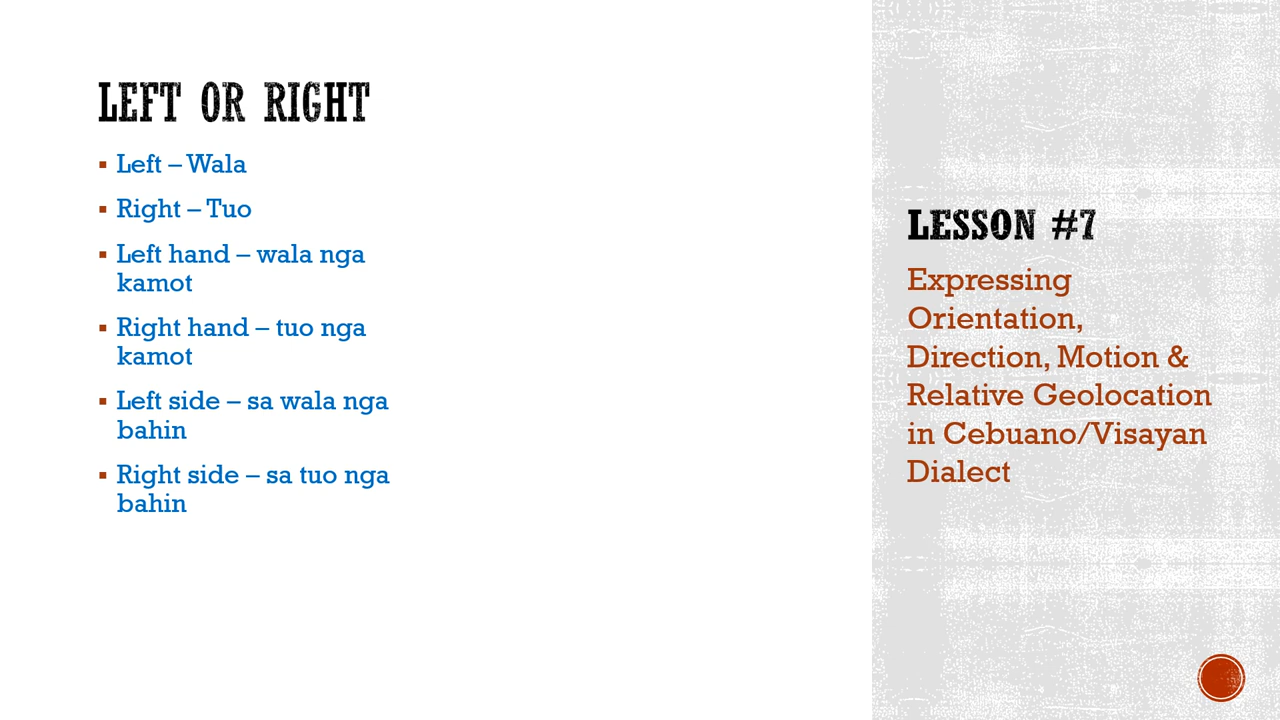 LEFT OR RIGHT
Left – Wala
Right – Tuo
Left hand – wala nga
kamot
Right hand – tuo nga
kamot
Left side – sa wala nga
bahin
Right side – sa tuo nga
bahin
LESSON #7
Expressing
Orientation,
Direction, Motion &
Relative Geolocation
in Cebuano/Visayan
Dialect